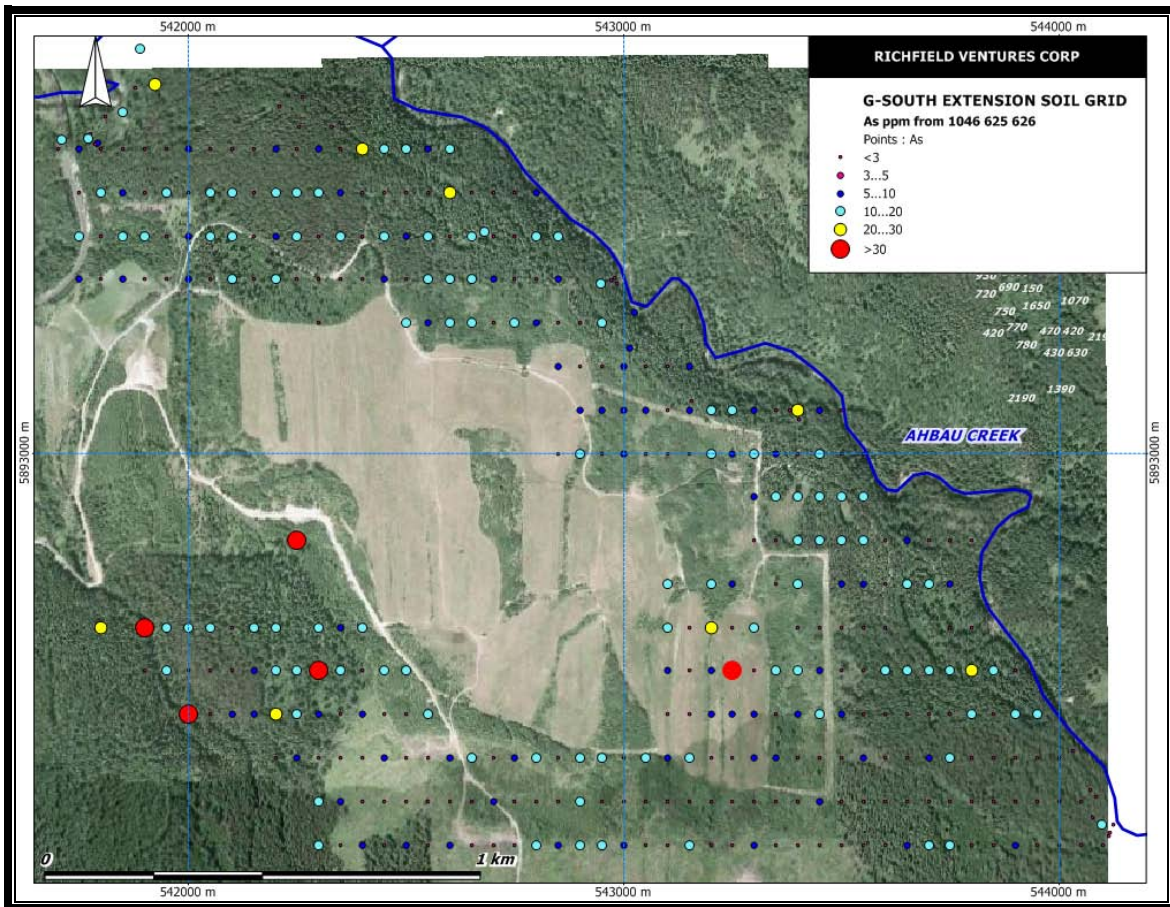 542000 m
543000 m
544000 m
RICHFIELD VENTURES CORP
G-SOUTH EXTENSION SOIL GRID
As ppm from 1046 625 626
Points : As
<3
3...5
5...10
10...20
20...30
>30
690 150
720
1070
1650
750
770
420
470 420
780
430 630
1390
2190
AHBAU CREEK
5893000 m
5893000 m
0
1 km
542000 m
543000 m
544000 m